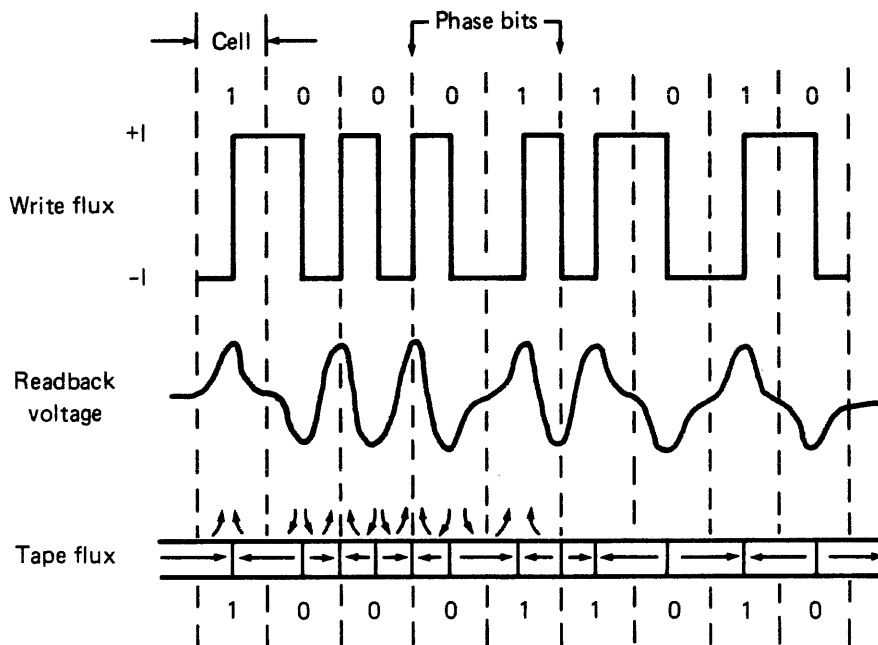 Phase bits
Cell
1 0 0 0 1 1 0 1 0
+I
Write flux
-I
Readback
voltage
Tape flux
1 0 0 0 1 1 0 1 0